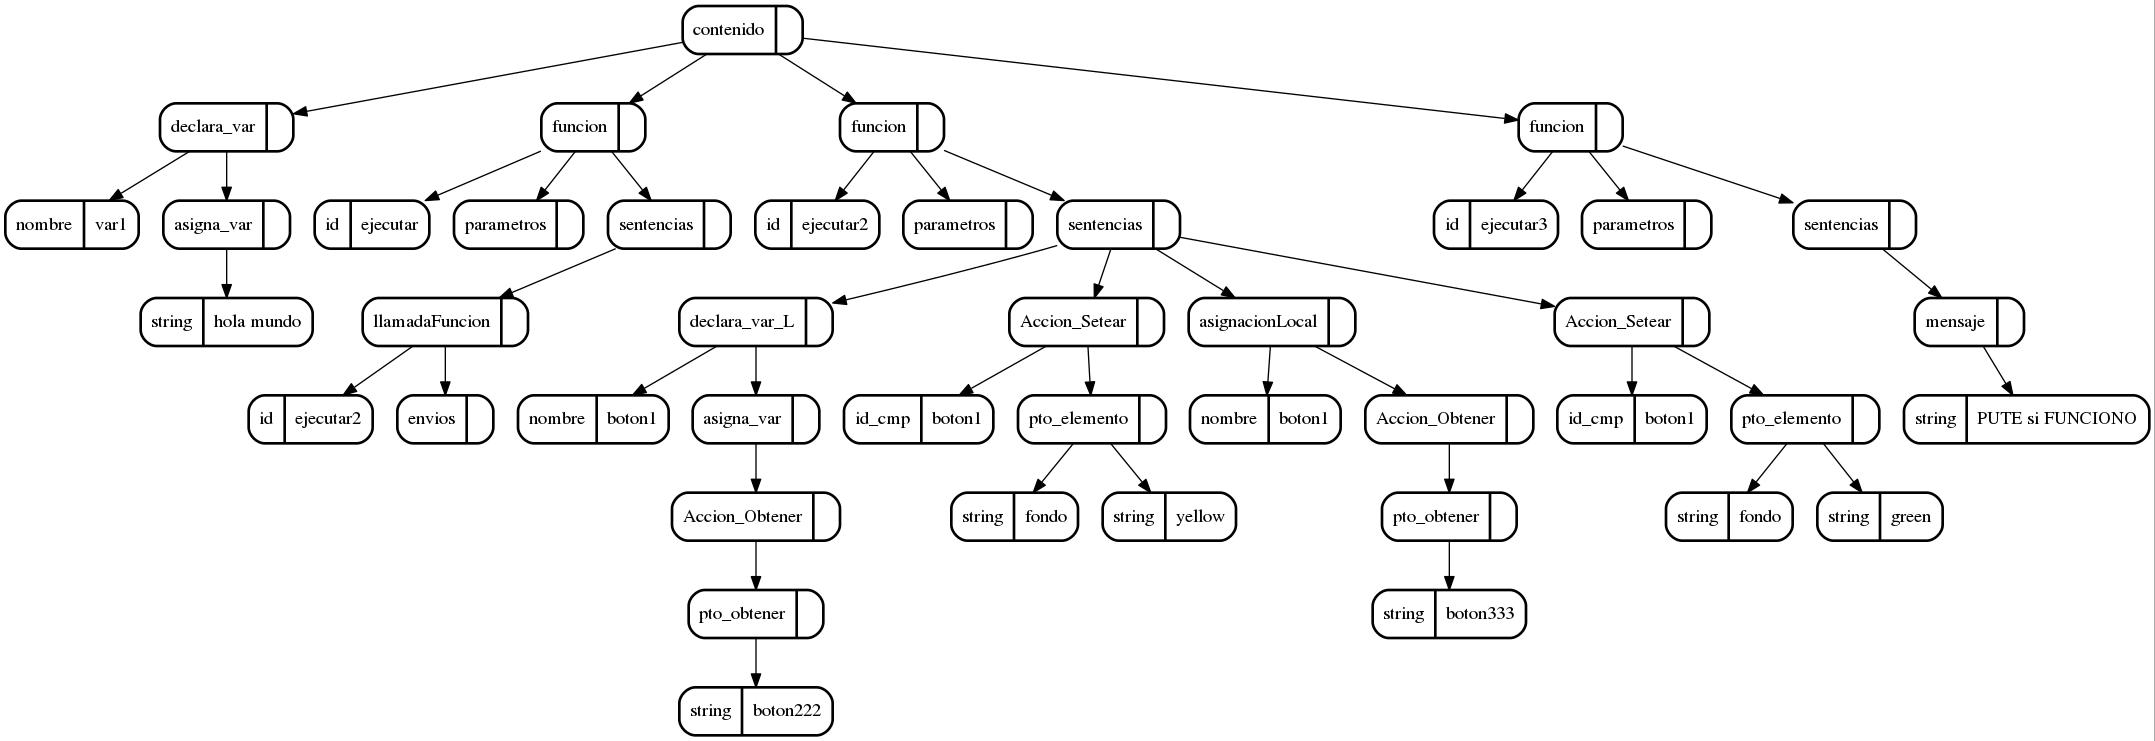 contenido
declara_var
funcion
funcion
funcion
nombre var1
asigna_var
id ejecutar
parametros
sentencias
id ejecutar2
parametros
sentencias
id ejecutar3
parametros
sentencias
string hola mundo
llamadaFuncion
declara_var_L
Accion_Setear
asignacionLocal
Accion_Setear
mensaje
id ejecutar2
envios
nombre boton1
asigna_var
id_cmp boton1
pto_elemento
nombre boton1
Accion_Obtener
id_cmp boton1
pto_elemento
string PUTE si FUNCIONO
Accion_Obtener
string fondo
string yellow
pto_obtener
string fondo
string green
pto_obtener
string boton333
string boton222